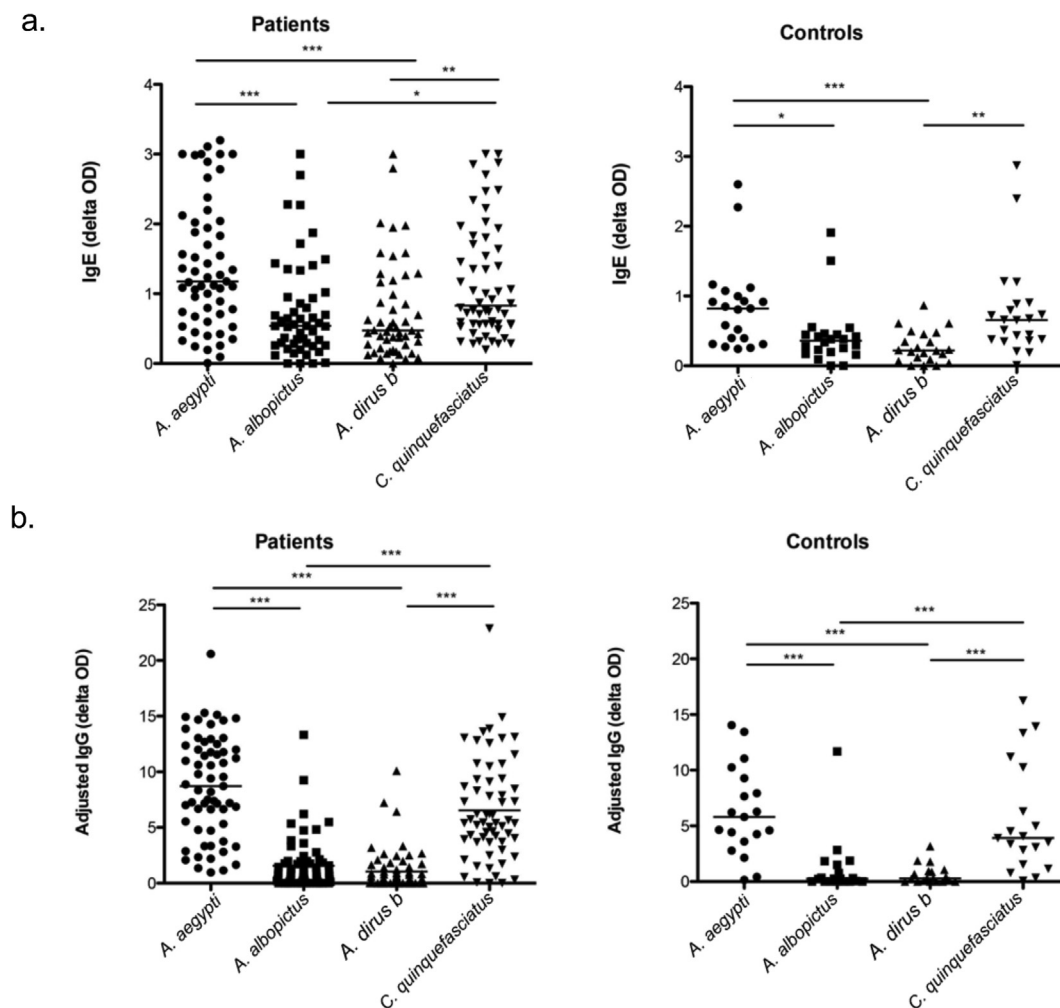 a.
Patients
***
**
***
*
IgE (delta OD)
4
3
2
1
0
A. aegypti
A. albopictus
A. dirus b
C. quinquefasciatus
Controls
***
*
**
IgE (delta OD)
4
3
2
1
0
A. aegypti
A. albopictus
A. dirus b
C. quinquefasciatus
b.
Patients
***
***
***
***
Adjusted IgG (delta OD)
25
20
15
10
5
0
A. aegypti
A. albopictus
A. dirus b
C. quinquefasciatus
Controls
***
***
***
***
Adjusted IgG (delta OD)
25
20
15
10
5
0
A. aegypti
A. albopictus
A. dirus b
C. quinquefasciatus